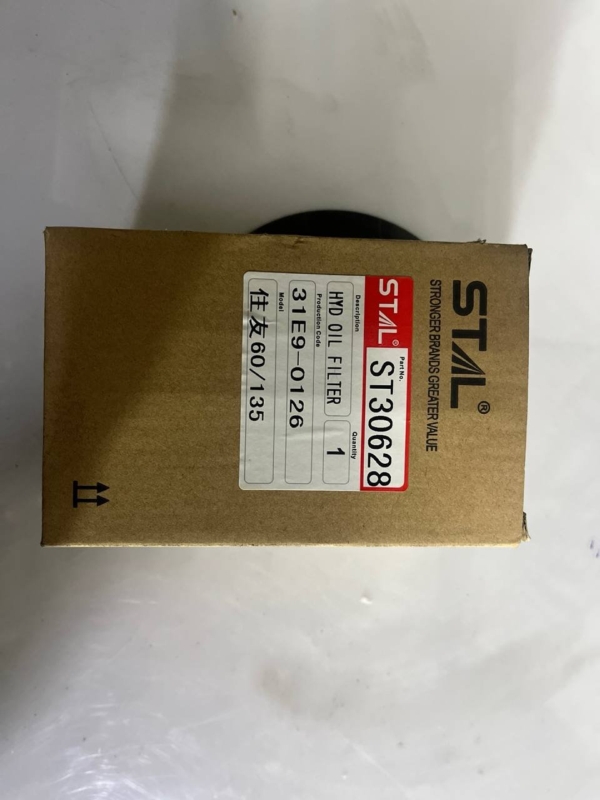 STAL®
STRONGER BRANDS GREATER VALUE
STAL®
Part No.
ST30628
Description
HYD OIL FILTER
Quantity
1
Production Code
31E9-0126
Model
住友60/135